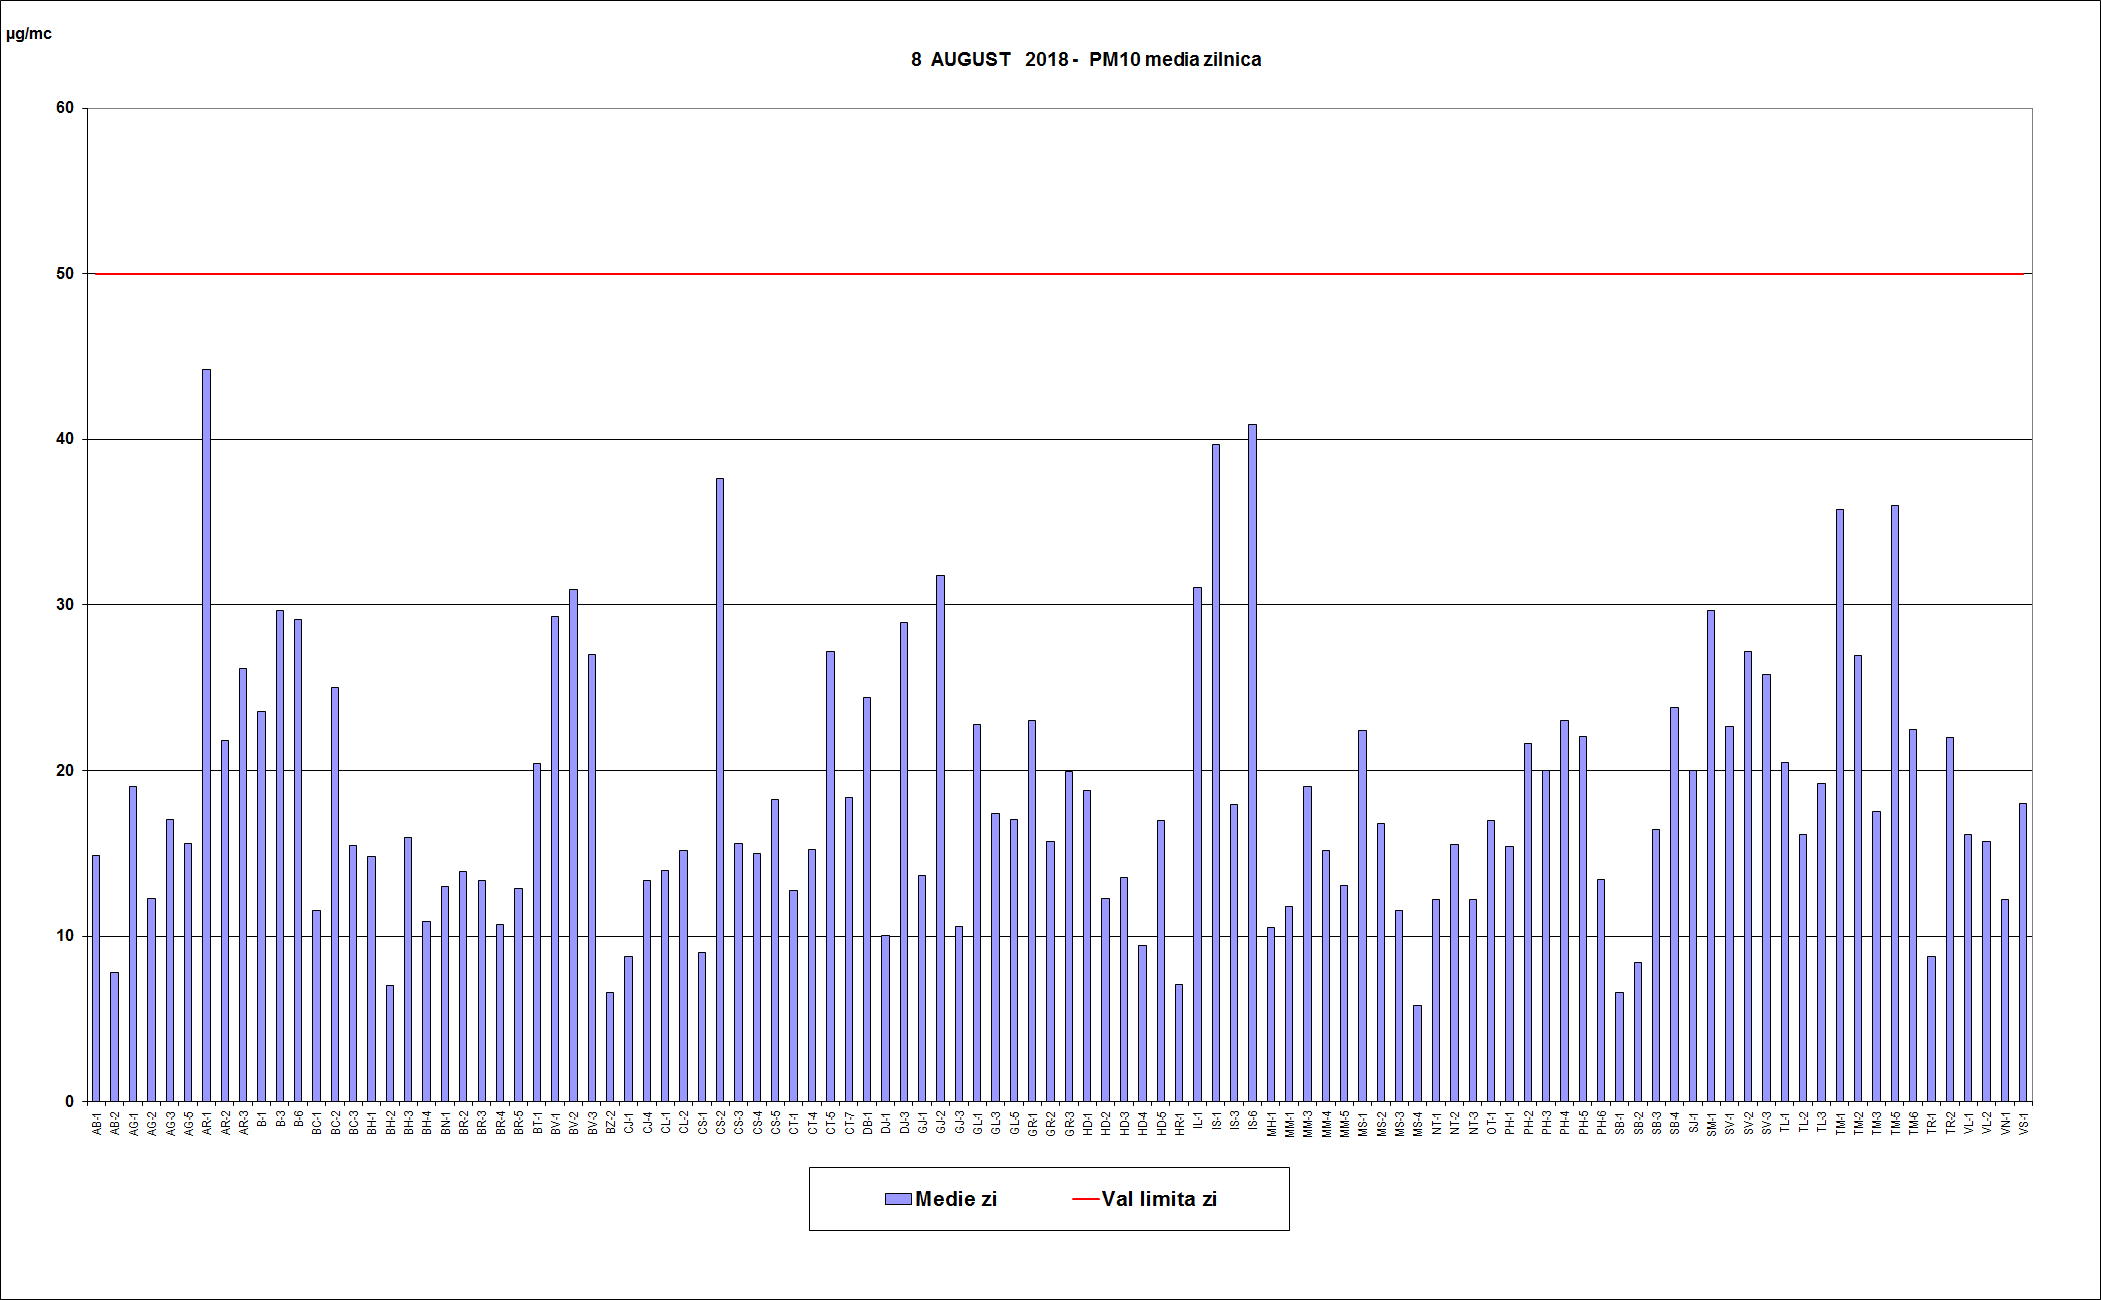 µg/mc
8 AUGUST 2018 - PM10 media zilnica
60
50
40
30
20
10
0
AB-1
AB-2
AG-1
AG-2
AG-3
AG-5
AR-1
AR-2
AR-3
B-1
B-3
B-6
BC-1
BC-2
BC-3
BH-1
BH-2
BH-3
BH-4
BN-1
BR-2
BR-3
BR-4
BR-5
BT-1
BV-1
BV-2
BV-3
BZ-2
CJ-1
CJ-4
CL-1
CL-2
CS-1
CS-2
CS-3
CS-4
CS-5
CT-1
CT-4
CT-5
CT-7
DB-1
DJ-1
DJ-3
GJ-1
GJ-2
GJ-3
GL-1
GL-3
GL-5
GR-1
GR-2
GR-3
HD-1
HD-2
HD-3
HD-4
HD-5
HR-1
IL-1
IS-1
IS-3
IS-6
MH-1
MM-1
MM-3
MM-4
MM-5
MS-1
MS-2
MS-3
MS-4
NT-1
NT-2
NT-3
OT-1
PH-1
PH-2
PH-3
PH-4
PH-5
PH-6
SB-1
SB-2
SB-3
SB-4
SJ-1
SM-1
SV-1
SV-2
SV-3
TL-1
TL-2
TL-3
TM-1
TM-2
TM-3
TM-5
TM-6
TR-1
TR-2
VL-1
VL-2
VN-1
VS-1
Medie zi
Val limita zi